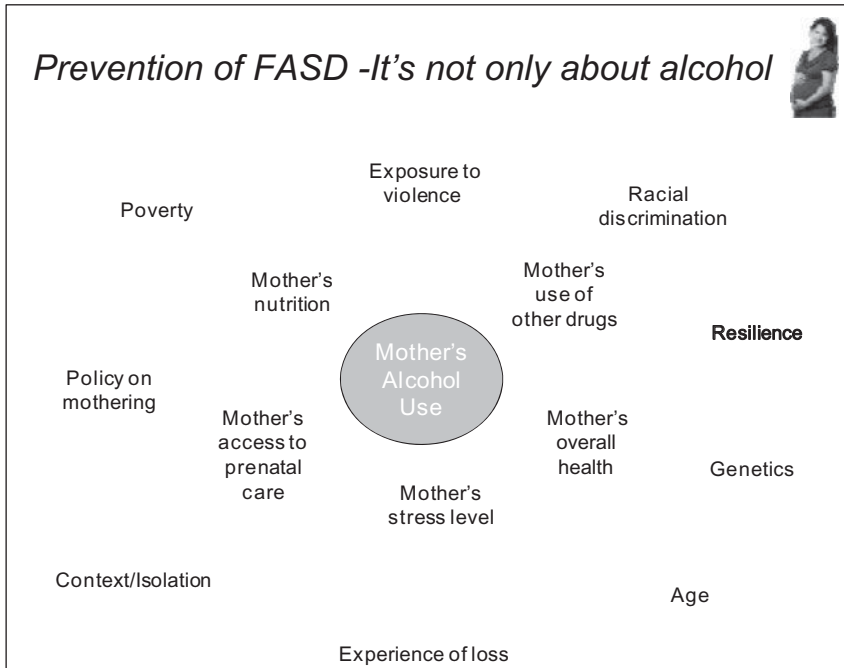 Prevention of FASD -It's not only about alcohol
Exposure to
violence
Racial
discrimination
Poverty
Mother's
nutrition
Mother's
use of
other drugs
Resilience
Mother's
Alcohol
Use
Policy on
mothering
Mother's
access to
prenatal
care
Mother's
overall
health
Genetics
Mother's
stress level
Context/Isolation
Age
Experience of loss